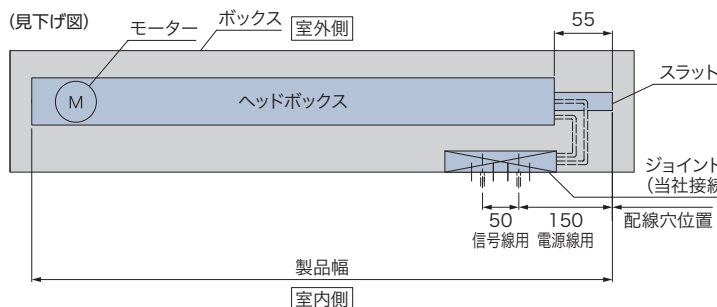 (見下げ図)
モーター
ボックス
室外側
55
スラット
M
ヘッドボックス
ジョイント
(当社接続
50
150
配線穴位置
信号線用
電源線用
製品幅
室内側